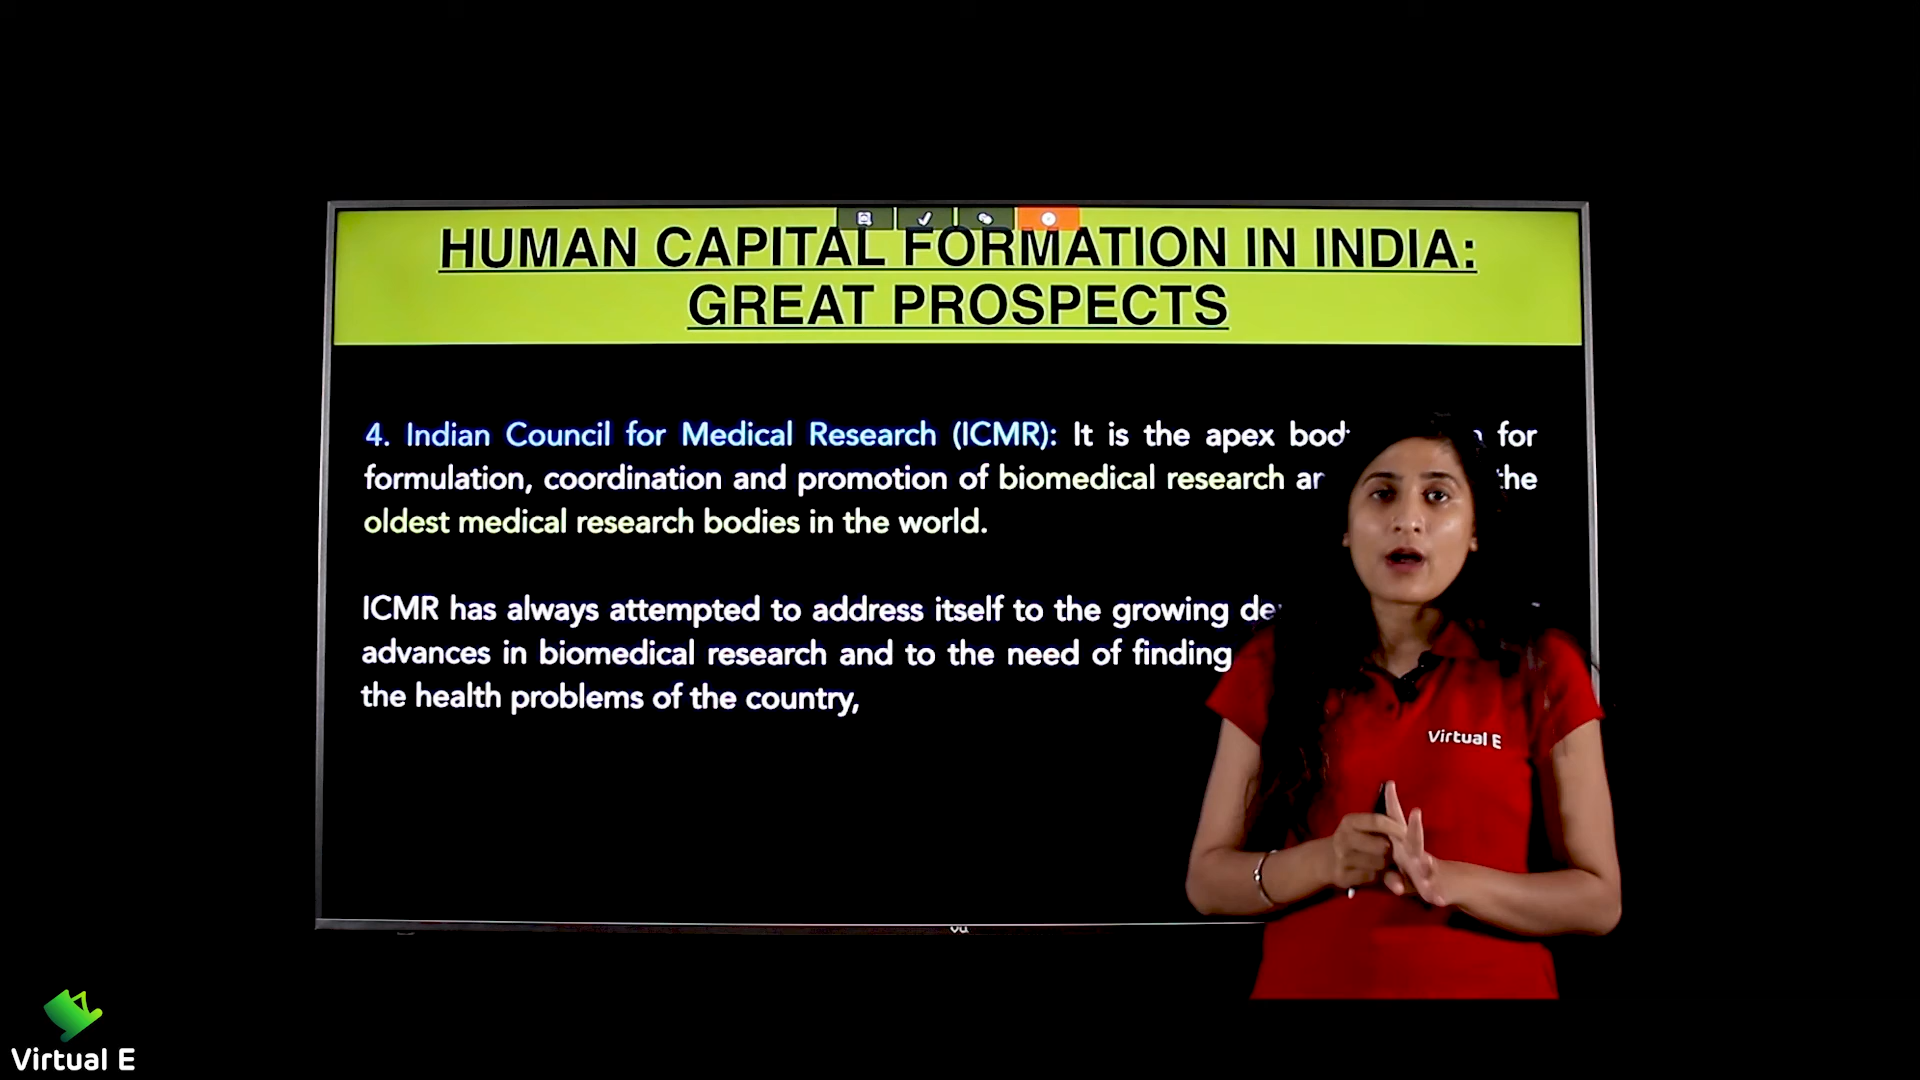 HUMAN CAPITAL FORMATION IN INDIA:
GREAT PROSPECTS
4. Indian Council for Medical Research (ICMR): It is the apex for
formulation, coordination and promotion of biomedical research the
oldest medical research bodies in the world.
ICMR has always attempted to address itself to the growing
advances in biomedical research and to the need of finding
the health problems of the country,
Virtual E
vu
Virtual E